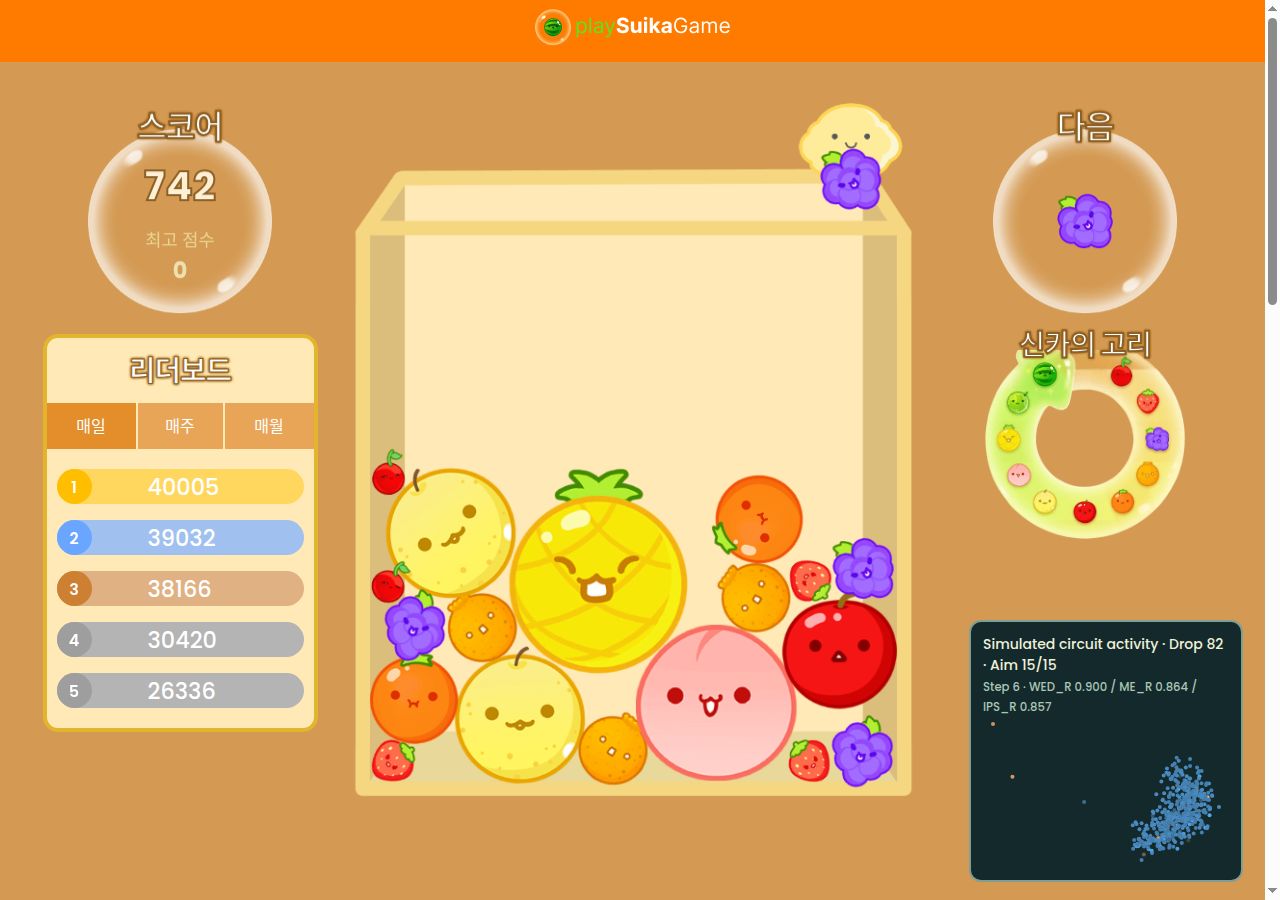 playSuikaGame
스코어
742
최고 점수
0
리더보드
매일 매주 매월
1 40005
2 39032
3 38166
4 30420
5 26336
다음
신카의 고리
Simulated circuit activity · Drop 82
· Aim 15/15
Step 6 · WED_R 0.900 / ME_R 0.864 /
IPS_R 0.857